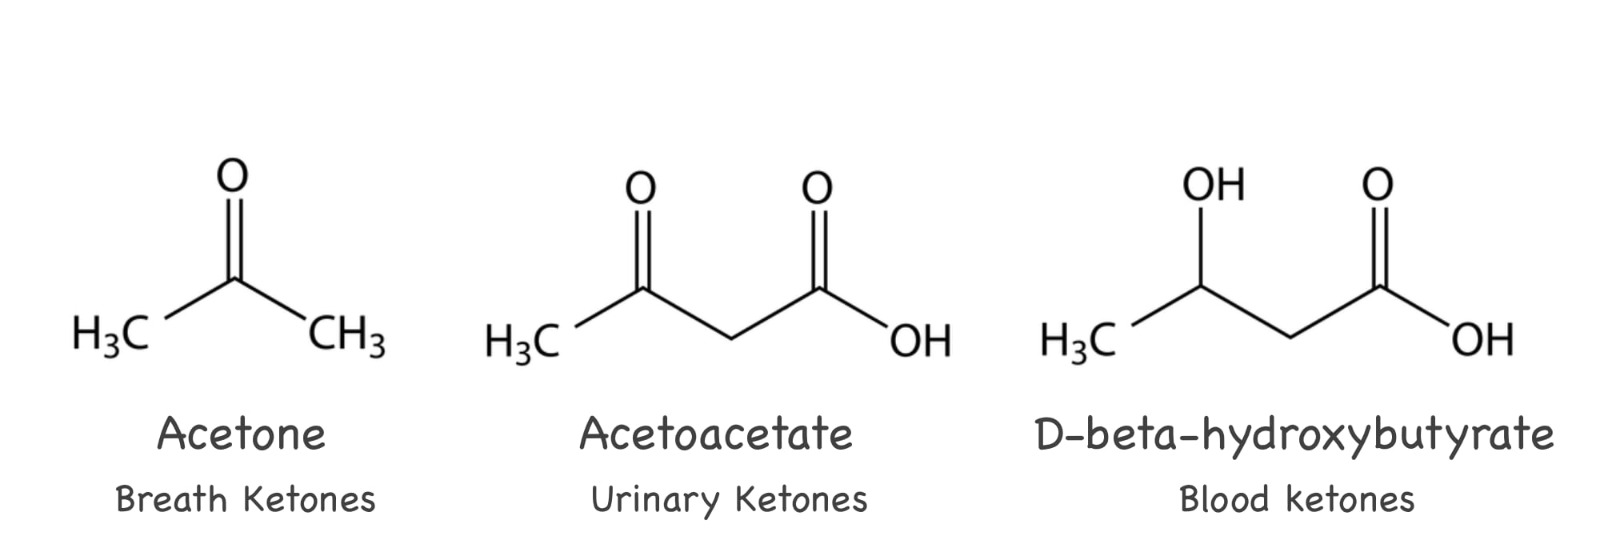 O
H₃C
CH₃
Acetone
Breath Ketones
O
O
H₃C
OH
Acetoacetate
Urinary Ketones
OH
O
H₃C
OH
D-beta-hydroxybutyrate
Blood ketones